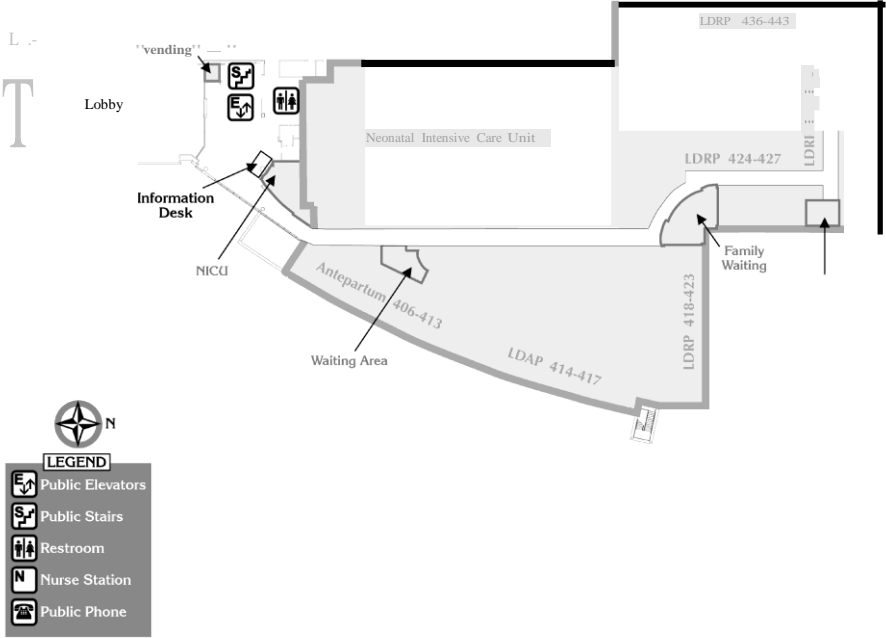 LDRP 436-443
L .-
"vending" — "
Lobby
Neonatal Intensive Care Unit
LDRP 424-427
LDRI
Information
Desk
NICU
Family
Waiting
Antepartum 406-413
LDRP 418-423
Waiting Area
LDAP 414-417
T
N
LEGEND
E Public Elevators
S Public Stairs
Restroom
N Nurse Station
Public Phone